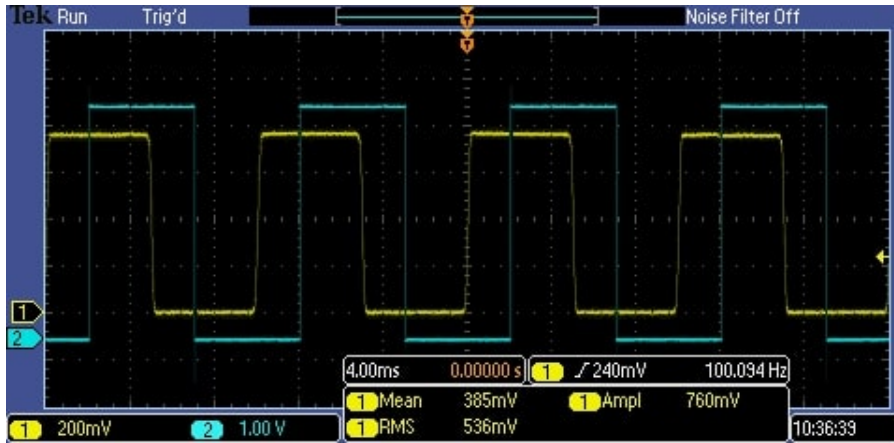 Tek Run Trig'd Noise Filter Off
T
T
1
2
4.00ms 0.00000 s 1 240mV 100.094 Hz
1 Mean 385mV 1 Ampl 760mV
1 RMS 536mV
1 200mV 2 1.00 V 10:36:39